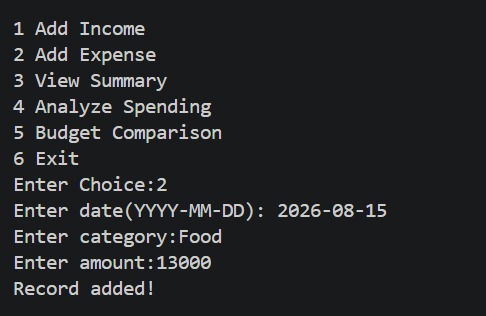 1 Add Income
2 Add Expense
3 View Summary
4 Analyze Spending
5 Budget Comparison
6 Exit
Enter Choice:2
Enter date(YYYY-MM-DD): 2026-08-15
Enter category:Food
Enter amount:13000
Record added!